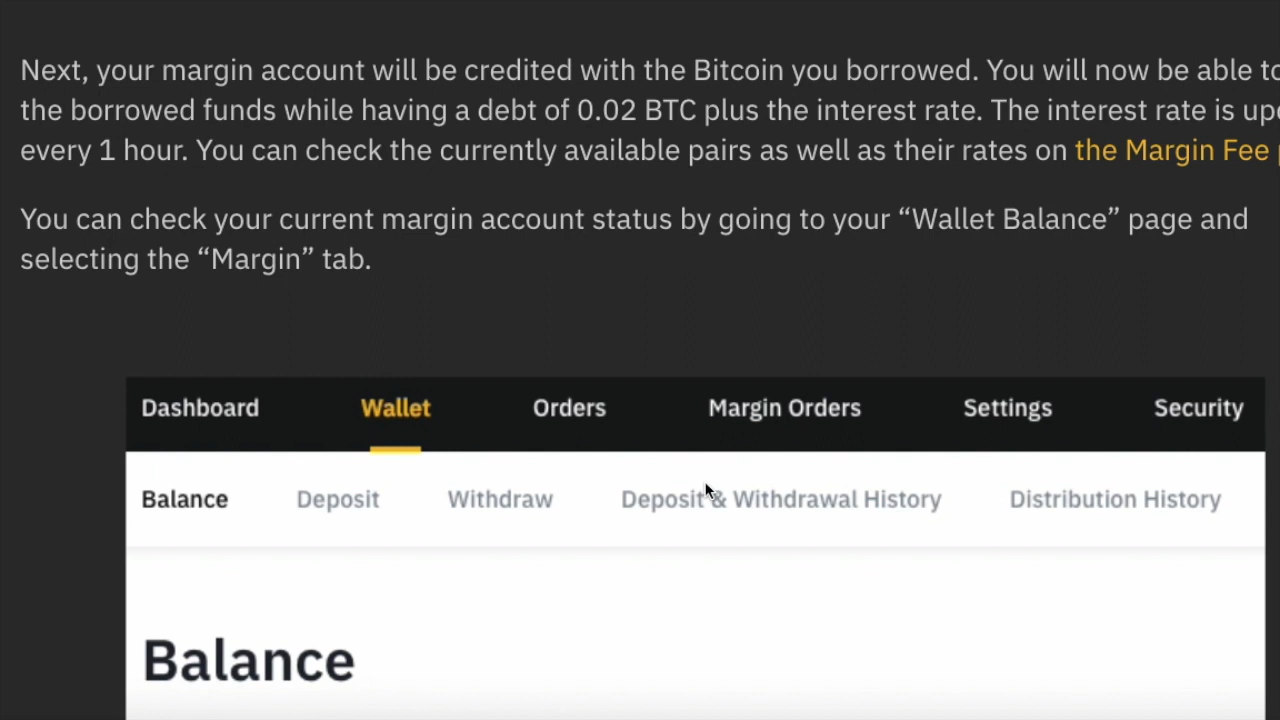 Next, your margin account will be credited with the Bitcoin you borrowed. You will now be able to
the borrowed funds while having a debt of 0.02 BTC plus the interest rate. The interest rate is
every 1 hour. You can check the currently available pairs as well as their rates on the Margin Fee
You can check your current margin account status by going to your “Wallet Balance” page and
selecting the “Margin” tab.
Dashboard Wallet Orders Margin Orders Settings Security
Balance Deposit Withdraw Deposit & Withdrawal History Distribution History
Balance